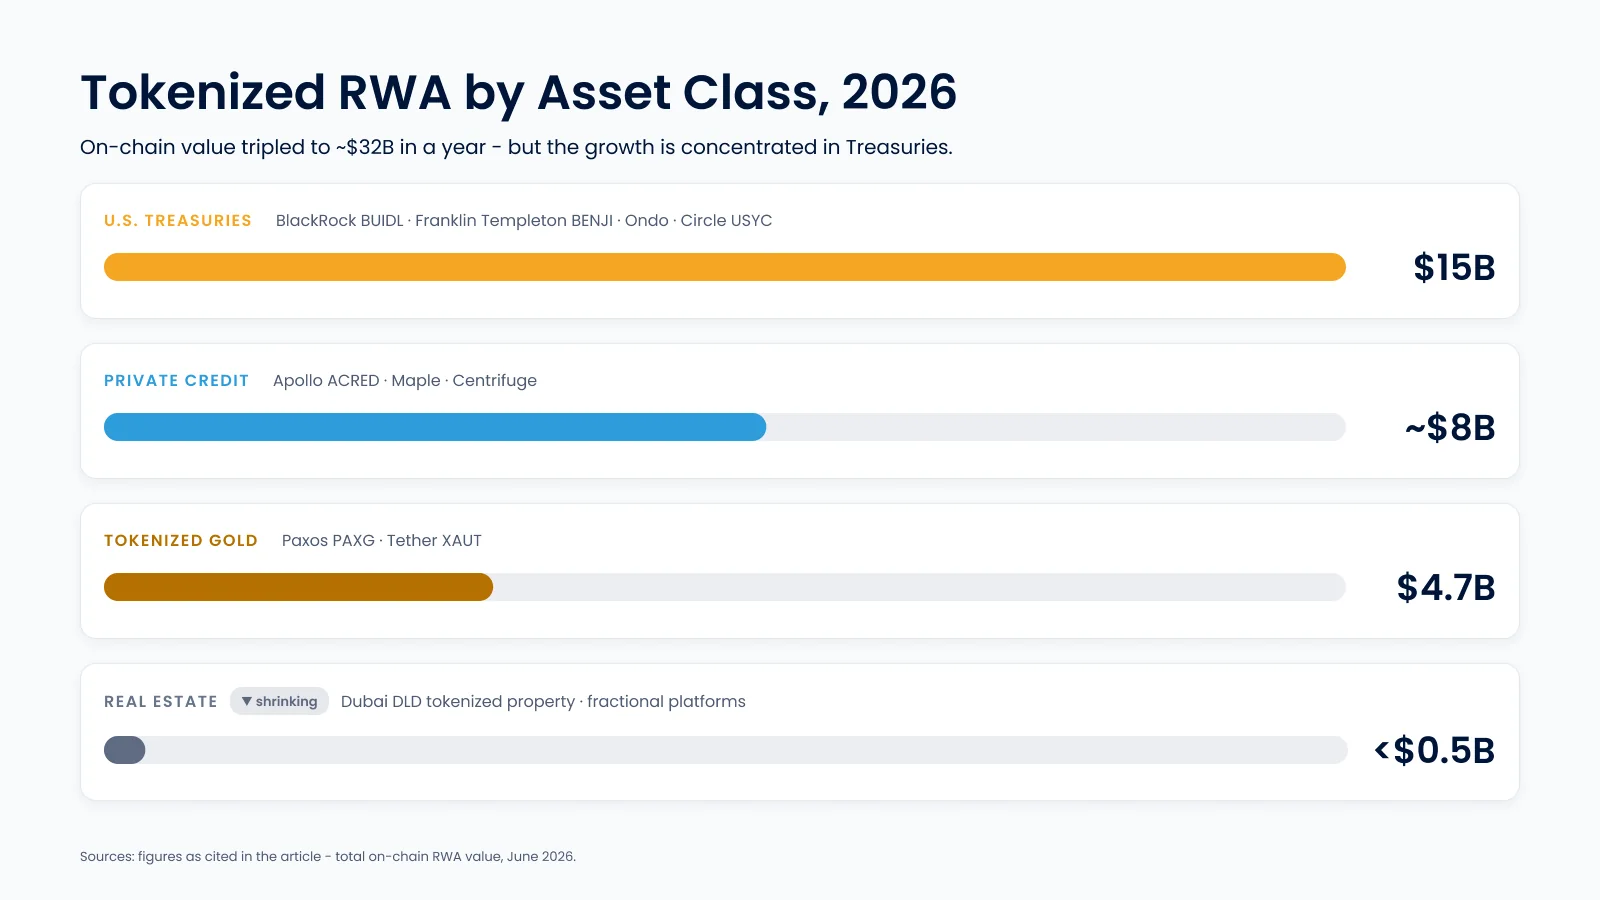 Tokenized RWA by Asset Class, 2026
On-chain value tripled to ~$32B in a year - but the growth is concentrated in Treasuries.
U.S. TREASURIES BlackRock BUIDL · Franklin Templeton BENJI · Ondo · Circle USYC
$15B
PRIVATE CREDIT Apollo ACRED · Maple · Centrifuge
~$8B
TOKENIZED GOLD Paxos PAXG · Tether XAUT
$4.7B
REAL ESTATE ▼ shrinking Dubai DLD tokenized property · fractional platforms
<$0.5B
Sources: figures as cited in the article - total on-chain RWA value, June 2026.